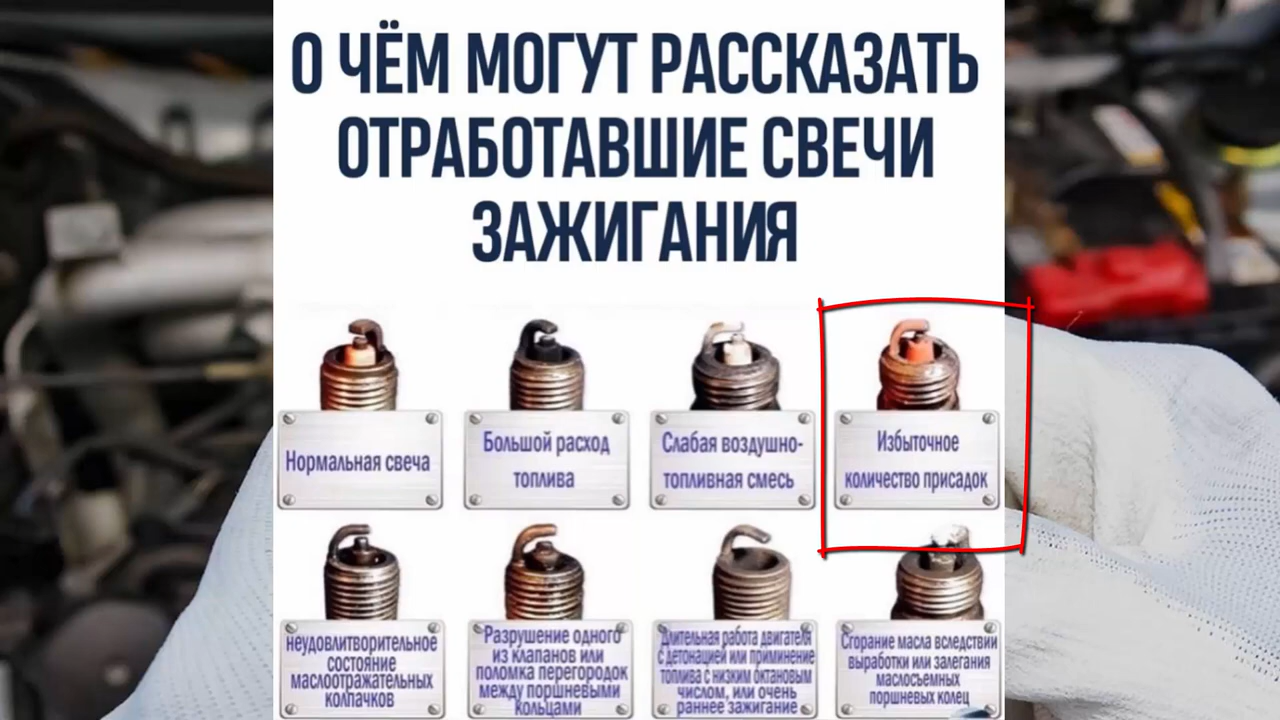 О ЧЁМ МОГУТ РАССКАЗАТЬ
ОТРАБОТАВШИЕ СВЕЧИ
ЗАЖИГАНИЯ
Нормальная свеча
Большой расход
топлива
Слабая воздушно-
топливная смесь
Избыточное
количество присадок
неудовлитворительное
состояние
маслоотражательных
колпачков
Разрушение одного
из клапанов или
поломка перегородок
между поршневыми
кольцами
Длительная работа двигателя
с детонацией или приминение
топлива с низким октановым
числом, или очень
раннее зажигание
Сгорание масла вследствии
выработки или залегания
маслосъемных
поршневых колец